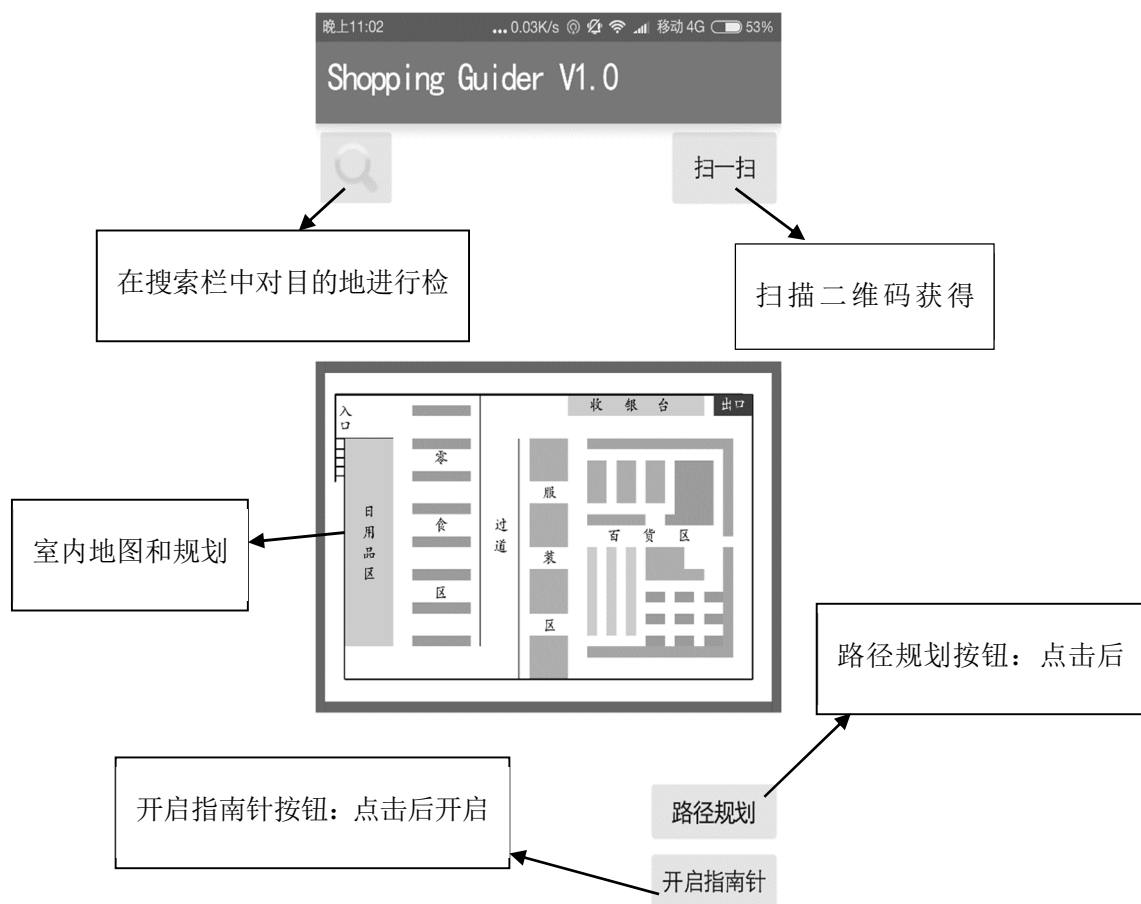 晚上11:02 ... 0.03K/s 移动 4G 53%
Shopping Guider V1.0
扫一扫
在搜索栏中对目的地进行检
扫描二维码获得
收银台 出口
入口
零食区
服装区
过道
日用品区
百货区
室内地图和规划
路径规划按钮：点击后
开启指南针按钮：点击后开启
路径规划
开启指南针